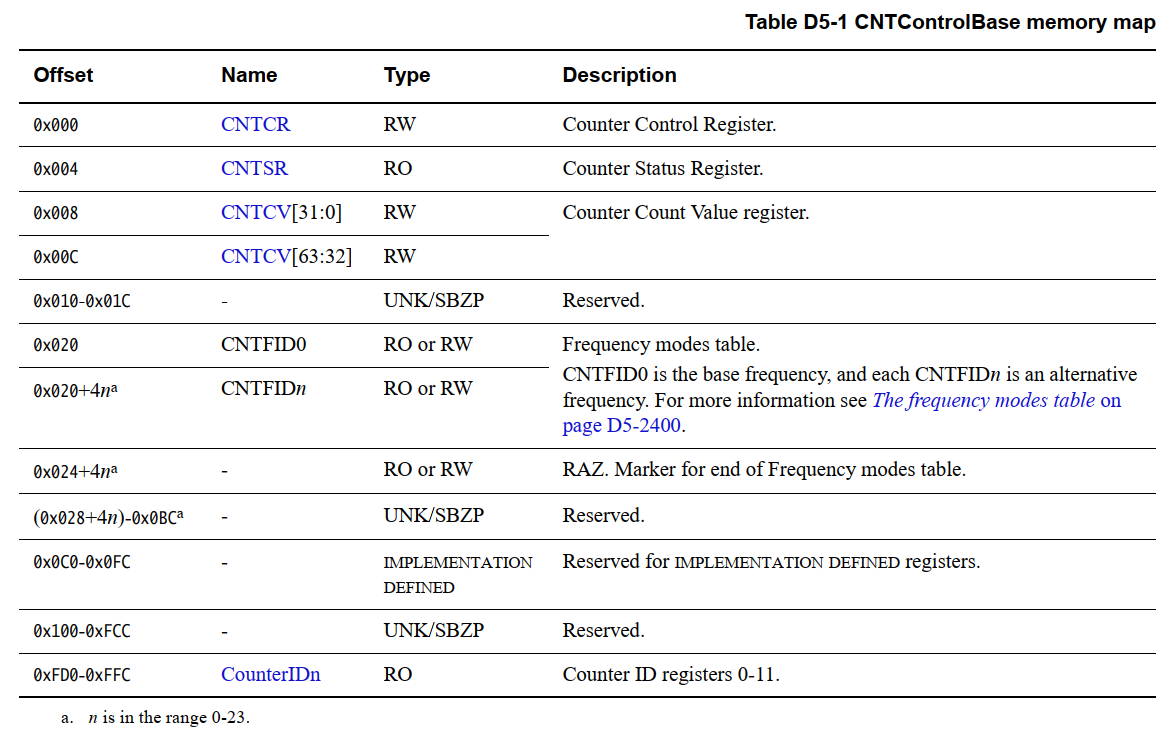 Table D5-1 CNTControlBase memory map
Offset Name Type Description
0x000 CNTCR RW Counter Control Register.
0x004 CNTSR RO Counter Status Register.
0x008 CNTCV[31:0] RW Counter Count Value register.
0x00C CNTCV[63:32] RW
0x010-0x01C - UNK/SBZP Reserved.
0x020 CNTFID0 RO or RW Frequency modes table.
CNTFID0 is the base frequency, and each CNTFIDn is an alternative
0x020+4nᵃ CNTFIDn RO or RW
frequency. For more information see The frequency modes table on
page D5-2400.
0x024+4nᵃ - RO or RW RAZ. Marker for end of Frequency modes table.
(0x028+4n)-0x0BCᵃ - UNK/SBZP Reserved.
0x0C0-0x0FC - IMPLEMENTATION Reserved for IMPLEMENTATION DEFINED registers.
DEFINED
0x100-0xFCC - UNK/SBZP Reserved.
0xFD0-0xFFC CounterIDn RO Counter ID registers 0-11.
a. n is in the range 0-23.